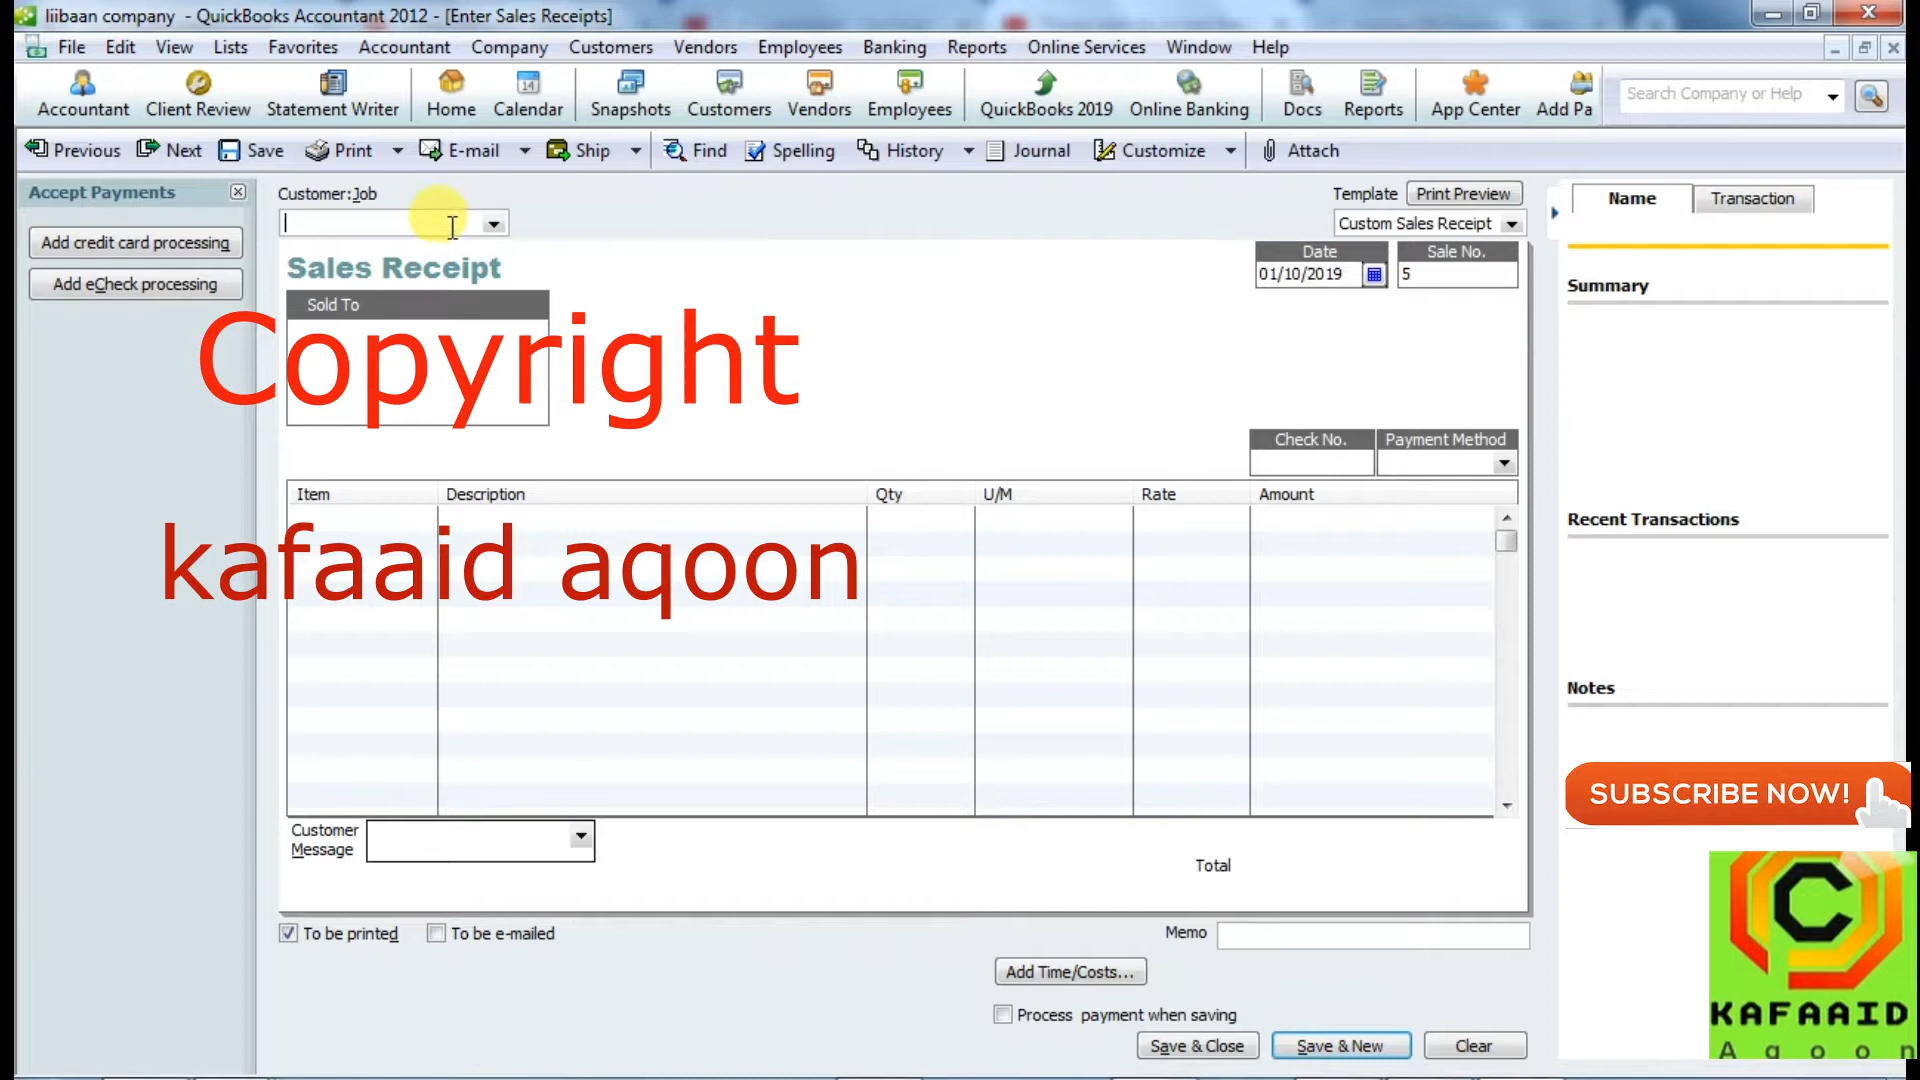 liibaan company - QuickBooks Accountant 2012 - [Enter Sales Receipts]
File Edit View Lists Favorites Accountant Company Customers Vendors Employees Banking Reports Online Services Window Help
Accountant Client Review Statement Writer Home Calendar Snapshots Customers Vendors Employees QuickBooks 2019 Online Banking Docs Reports App Center Add Pa
Search Company or Help
Previous Next Save Print E-mail Ship Find Spelling History Journal Customize Attach
Accept Payments
Add credit card processing
Add eCheck processing
Customer:Job
Template Print Preview
Custom Sales Receipt
Sales Receipt
Date Sale No.
01/10/2019 5
Sold To
Copyright
Check No. Payment Method
Item Description Qty U/M Rate Amount
kafaaid aqoon
Customer
Message
Total
To be printed To be e-mailed
Memo
Add Time/Costs...
Process payment when saving
Save & Close Save & New Clear
Name Transaction
Summary
Recent Transactions
Notes
SUBSCRIBE NOW!
KAFAAID
Aqoon